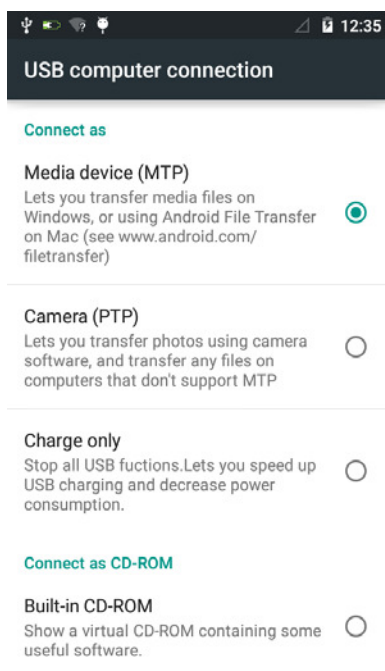 12:35
USB computer connection
Connect as
Media device (MTP)
Lets you transfer media files on
Windows, or using Android File Transfer
on Mac (see www.android.com/
filetransfer)
Camera (PTP)
Lets you transfer photos using camera
software, and transfer any files on
computers that don't support MTP
Charge only
Stop all USB fuctions.Lets you speed up
USB charging and decrease power
consumption.
Connect as CD-ROM
Built-in CD-ROM
Show a virtual CD-ROM containing some
useful software.